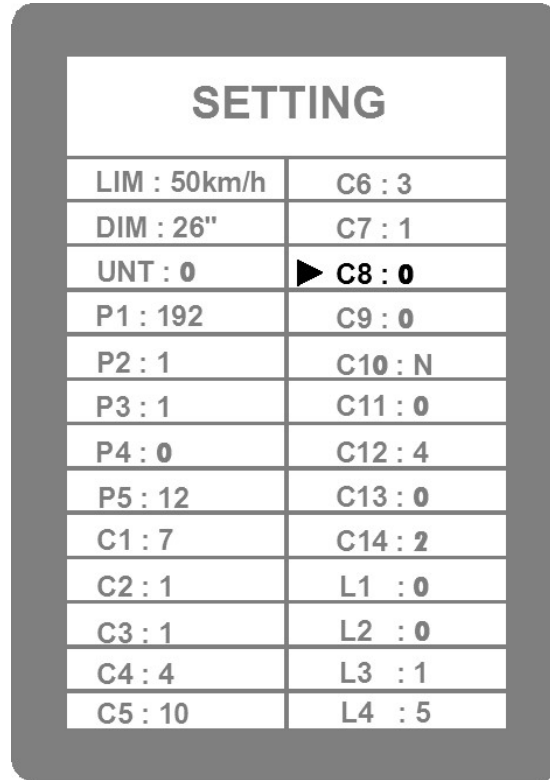 SETTING
LIM : 50km/h
DIM : 26"
UNT : 0
P1 : 192
P2 : 1
P3 : 1
P4 : 0
P5 : 12
C1 : 7
C2 : 1
C3 : 1
C4 : 4
C5 : 10
C6 : 3
C7 : 1
▶ C8 : 0
C9 : 0
C10 : N
C11 : 0
C12 : 4
C13 : 0
C14 : 2
L1 : 0
L2 : 0
L3 : 1
L4 : 5